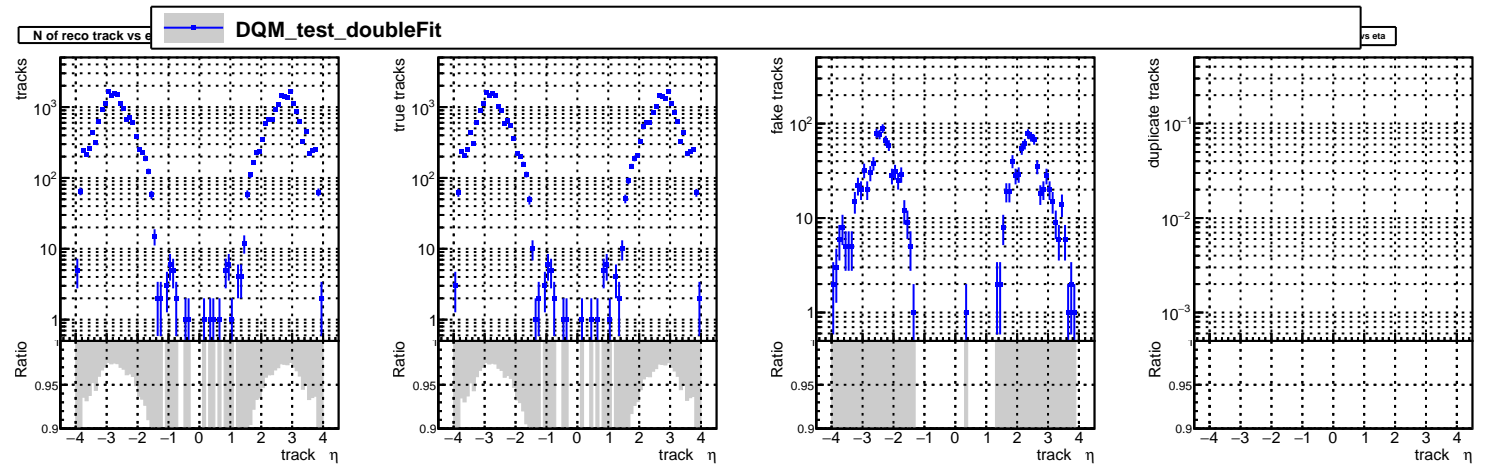 DQM_test_doubleFit
N of reco track vs e
vs eta
tracks
10³
10²
10
1
Ratio
1
0.95
0.9
−4 −3 −2 −1 0 1 2 3 4
track η
true tracks
10³
10²
10
1
Ratio
1
0.95
0.9
−4 −3 −2 −1 0 1 2 3 4
track η
fake tracks
10²
10
1
Ratio
1
0.95
0.9
−4 −3 −2 −1 0 1 2 3 4
track η
duplicate tracks
10⁻¹
10⁻²
10⁻³
Ratio
1
0.95
0.9
−4 −3 −2 −1 0 1 2 3 4
track η